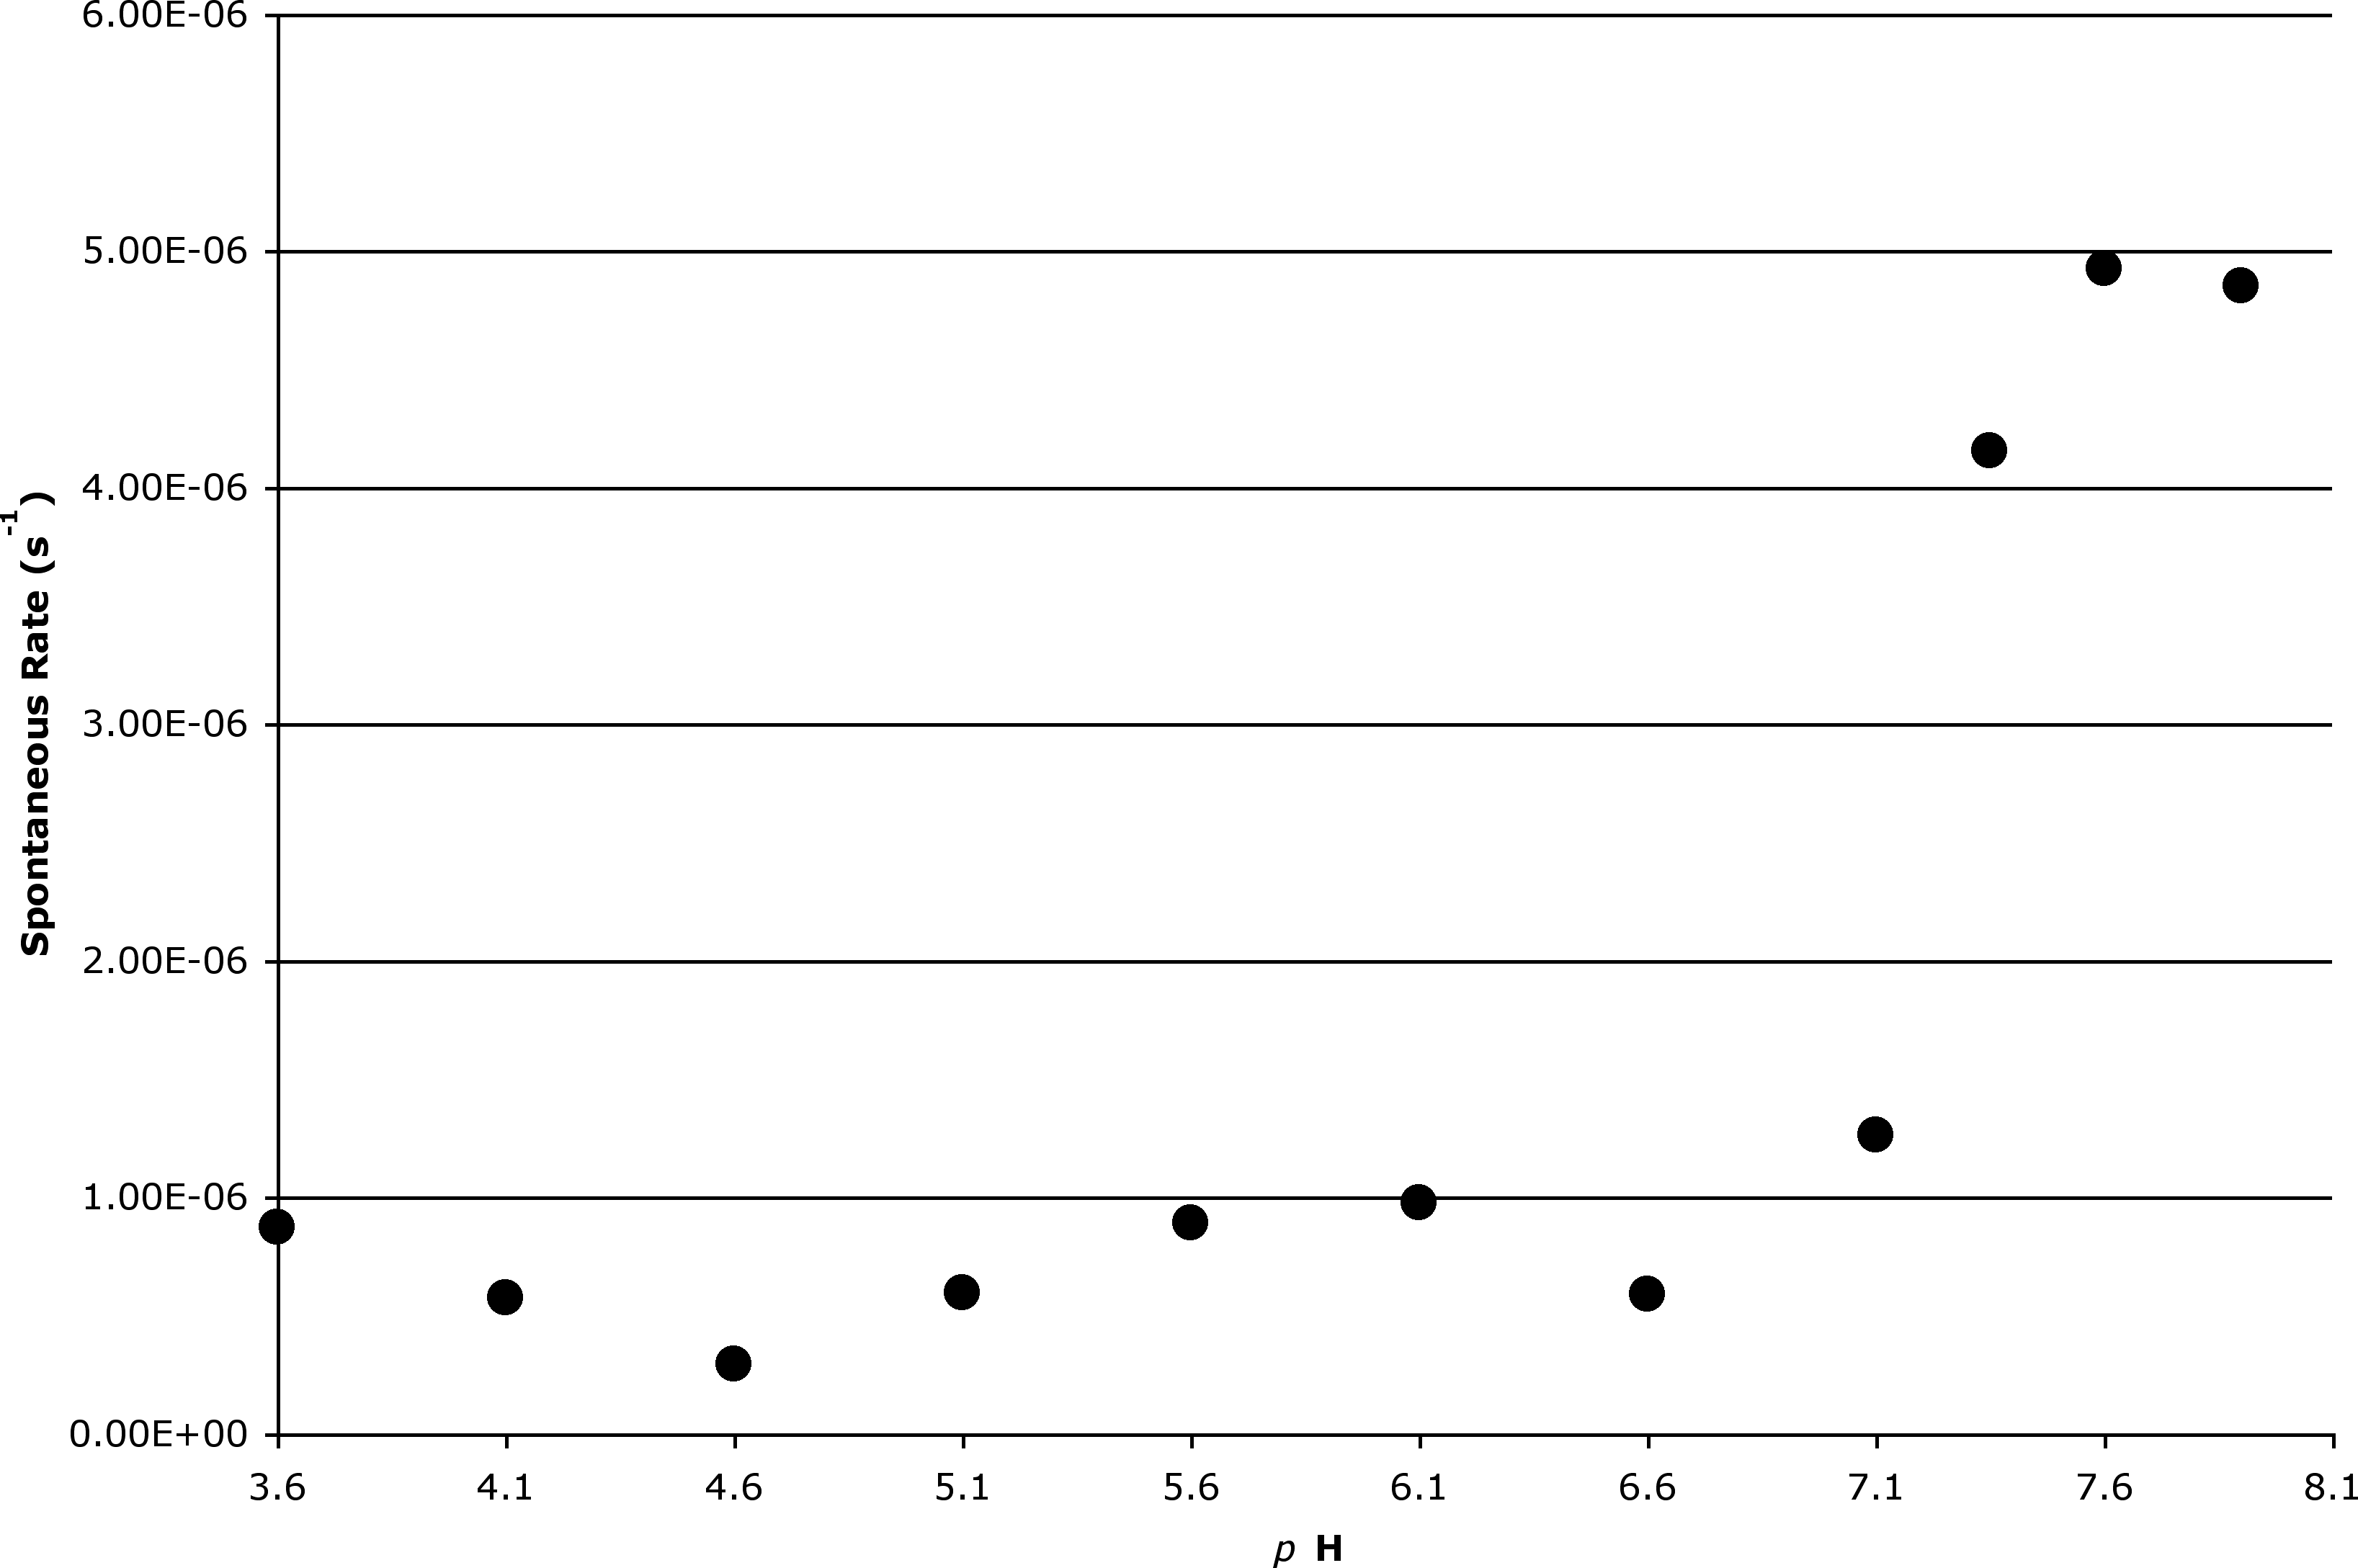 6.00E-06
5.00E-06
4.00E-06
3.00E-06
2.00E-06
1.00E-06
0.00E+00
Spontaneous Rate (s-1)
3.6 4.1 4.6 5.1 5.6 6.1 6.6 7.1 7.6 8.1
p H